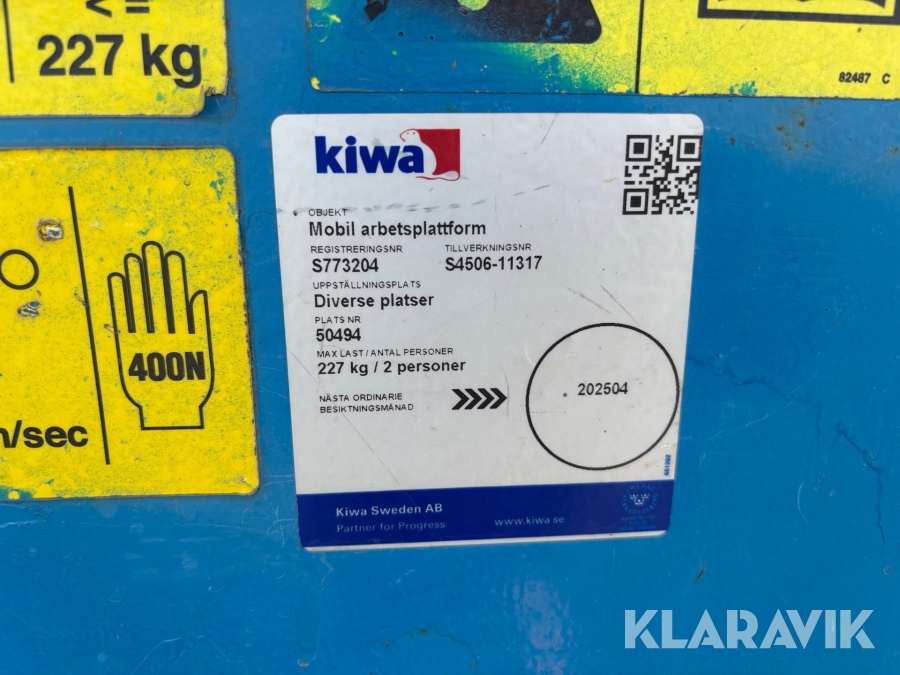 227 kg
82487 C
kiwa
OBJEKT
Mobil arbetsplattform
REGISTRERINGSNR TILLVERKNINGSNR
S773204 S4506-11317
UPPSTÄLLNINGSPLATS
Diverse platser
PLATS NR
50494
MAX LAST / ANTAL PERSONER
227 kg / 2 personer
NÄSTA ORDINARIE
BESIKTNINGSMÅNAD
202504
400N
/sec
Kiwa Sweden AB
Partner for Progress
www.kiwa.se
KLARAVIK